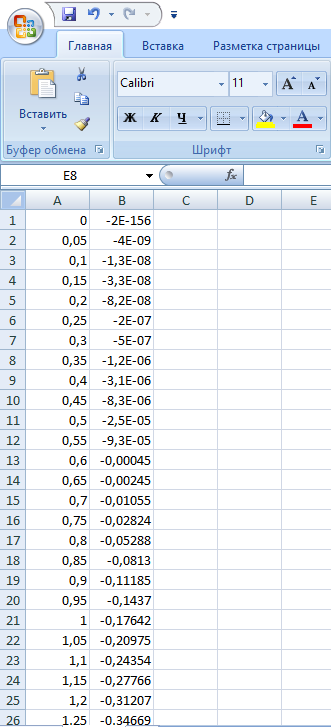 Главная Вставка Разметка страницы
Вставить
Calibri 11 A A
Ж К Ч A
Буфер обмена Шрифт
E8 fx
A B C D E
1 0 -2E-156
2 0,05 -4E-09
3 0,1 -1,3E-08
4 0,15 -3,3E-08
5 0,2 -8,2E-08
6 0,25 -2E-07
7 0,3 -5E-07
8 0,35 -1,2E-06
9 0,4 -3,1E-06
10 0,45 -8,3E-06
11 0,5 -2,5E-05
12 0,55 -9,3E-05
13 0,6 -0,00045
14 0,65 -0,00245
15 0,7 -0,01055
16 0,75 -0,02824
17 0,8 -0,05288
18 0,85 -0,0813
19 0,9 -0,11185
20 0,95 -0,1437
21 1 -0,17642
22 1,05 -0,20975
23 1,1 -0,24354
24 1,15 -0,27766
25 1,2 -0,31207
26 1,25 -0,34669